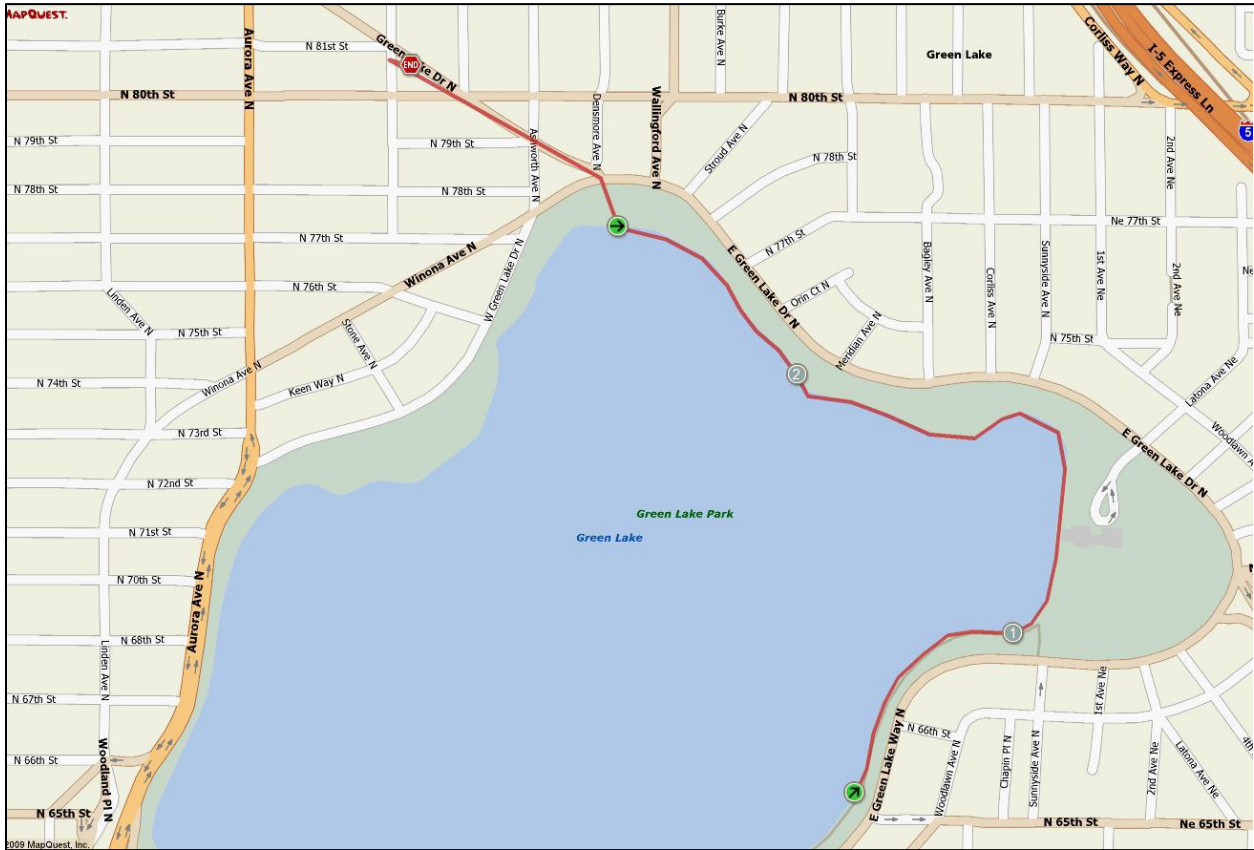 MAPQUEST.
Aurora Ave N
N 81st St
Green Lake Dr N
END
Burke Ave N
Green Lake
Corliss Way N
I-5 Express Ln
5
N 80th St
Densmore Ave N
Wallingford Ave N
N 80th St
N 79th St
N 79th St
Ashworth Ave N
Stroud Ave N
N 78th St
2nd Ave Ne
N 78th St
N 78th St
Ne 77th St
N 77th St
N 77th St
Winona Ave N
W Green Lake Dr N
E Green Lake Dr N
Bagley Ave N
Corliss Ave N
Sunnyside Ave N
1st Ave Ne
2nd Ave Ne
Ne
N 76th St
Orin Ct N
Linden Ave N
N 75th St
Stone Ave N
Meridian Ave N
N 75th St
Winona Ave N
N 74th St
Keen Way N
2
Latona Ave Ne
N 73rd St
Woodlawn A
E Green Lake Dr N
N 72nd St
Green Lake Park
Green Lake
N 71st St
N 70th St
Aurora Ave N
N 68th St
1
Linden Ave N
N 67th St
1st Ave Ne
E Green Lake Way N
N 66th St
Woodlawn Ave N
Chapin Pl N
Sunnyside Ave N
2nd Ave Ne
Latona Ave Ne
4th
N 66th St
Woodland Pl N
N 65th St
N 65th St
Ne 65th St
2009 MapQuest, Inc.